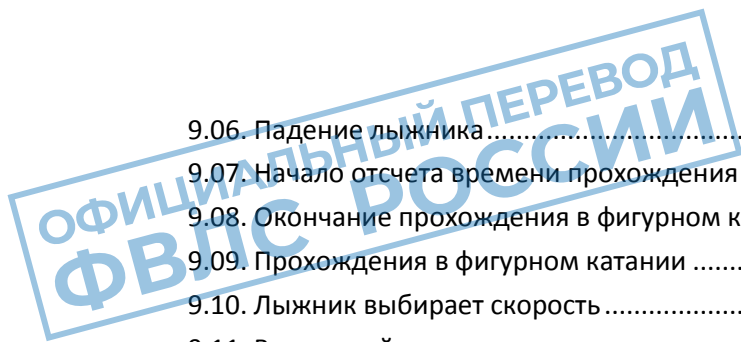 ОФИЦИАЛЬНЫЙ ПЕРЕВОД
ФВЛС РОССИИ
9.06. Падение лыжника........................
9.07. Начало отсчета времени прохождения
9.08. Окончание прохождения в фигурном
9.09. Прохождения в фигурном катании .......
9.10. Лыжник выбирает скорость..................